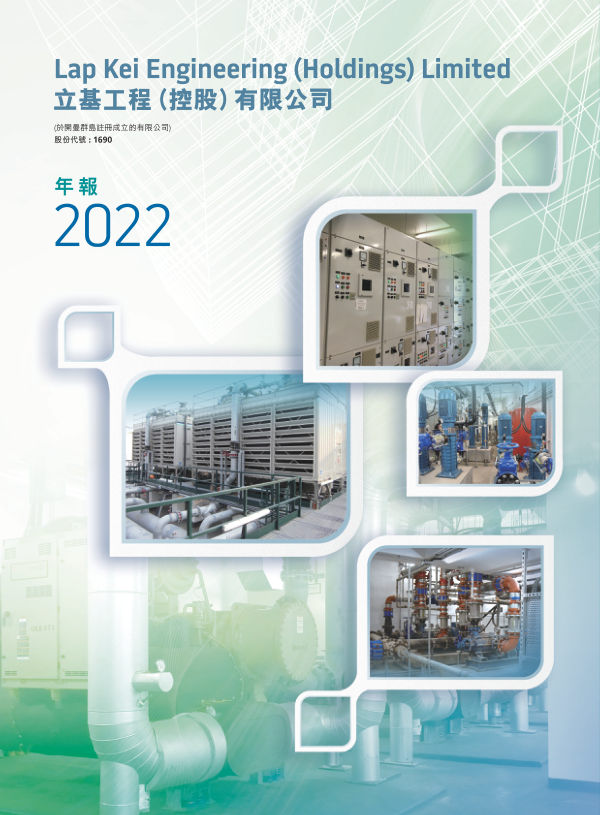 Lap Kei Engineering (Holdings) Limited
立基工程（控股）有限公司
(於開曼群島註冊成立的有限公司)
股份代號 : 1690
年報
2022